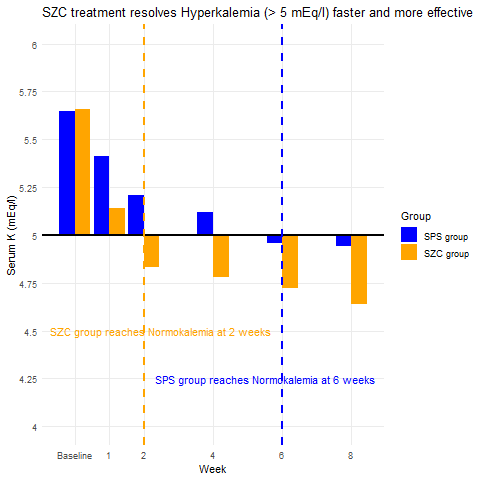 SZC treatment resolves Hyperkalemia (> 5 mEq/l) faster and more effective
6
5.75
5.5
5.25
5
4.75
4.5
4.25
4
Serum K (mEq/l)
SZC group reaches Normokalemia at 2 weeks
SPS group reaches Normokalemia at 6 weeks
Baseline 1 2 4 6 8
Week
Group
SPS group
SZC group